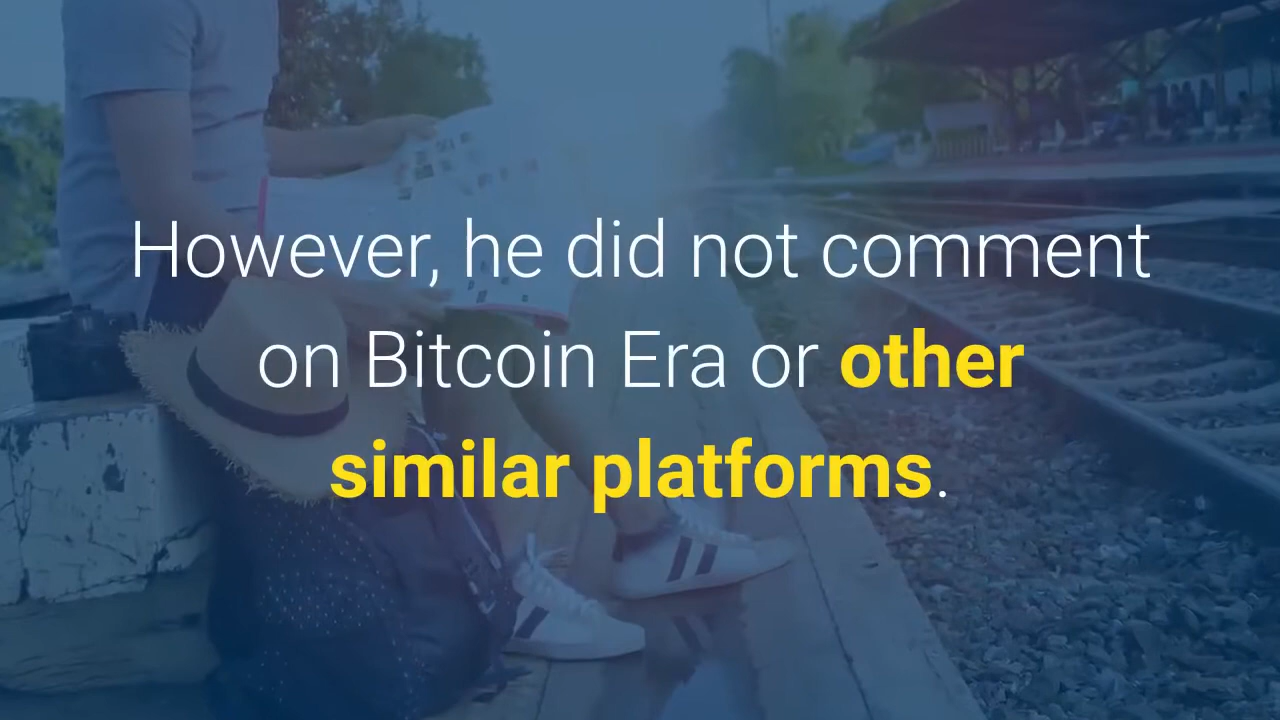 However, he did not comment
on Bitcoin Era or other
similar platforms.